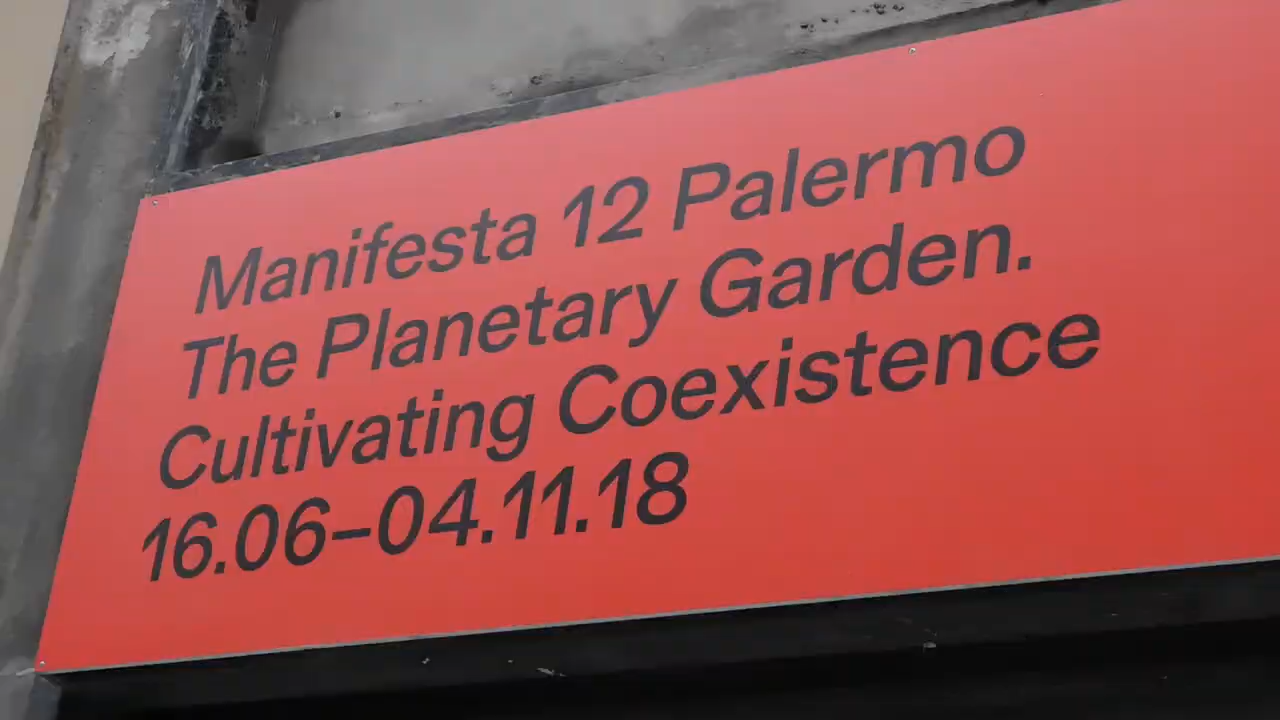 Manifesta 12 Palermo
The Planetary Garden.
Cultivating Coexistence
16.06–04.11.18